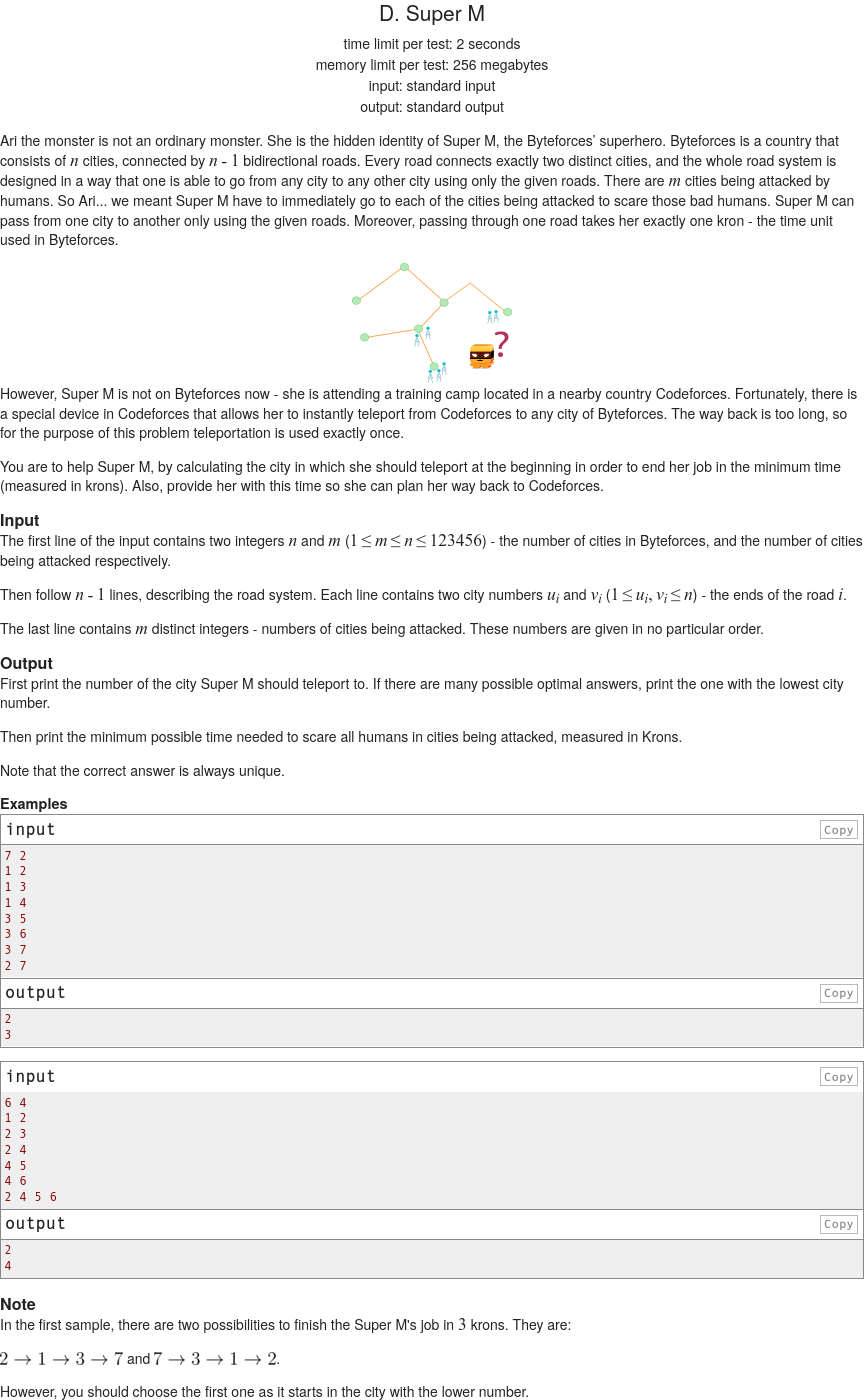 D. Super M
time limit per test: 2 seconds
memory limit per test: 256 megabytes
input: standard input
output: standard output
Ari the monster is not an ordinary monster. She is the hidden identity of Super M, the Byteforces' superhero. Byteforces is a country that
consists of n cities, connected by n - 1 bidirectional roads. Every road connects exactly two distinct cities, and the whole road system is
designed in a way that one is able to go from any city to any other city using only the given roads. There are m cities being attacked by
humans. So Ari... we meant Super M have to immediately go to each of the cities being attacked to scare those bad humans. Super M can
pass from one city to another only using the given roads. Moreover, passing through one road takes her exactly one kron - the time unit
used in Byteforces.
?
However, Super M is not on Byteforces now - she is attending a training camp located in a nearby country Codeforces. Fortunately, there is
a special device in Codeforces that allows her to instantly teleport from Codeforces to any city of Byteforces. The way back is too long, so
for the purpose of this problem teleportation is used exactly once.
You are to help Super M, by calculating the city in which she should teleport at the beginning in order to end her job in the minimum time
(measured in krons). Also, provide her with this time so she can plan her way back to Codeforces.
Input
The first line of the input contains two integers n and m (1 ≤ m ≤ n ≤ 123456) - the number of cities in Byteforces, and the number of cities
being attacked respectively.
Then follow n - 1 lines, describing the road system. Each line contains two city numbers u_i and v_i (1 ≤ u_i, v_i ≤ n) - the ends of the road i.
The last line contains m distinct integers - numbers of cities being attacked. These numbers are given in no particular order.
Output
First print the number of the city Super M should teleport to. If there are many possible optimal answers, print the one with the lowest city
number.
Then print the minimum possible time needed to scare all humans in cities being attacked, measured in Krons.
Note that the correct answer is always unique.
Examples
input Copy
7 2
1 2
1 3
1 4
3 5
3 6
3 7
2 7
output Copy
2
3
input Copy
6 4
1 2
2 3
2 4
4 5
4 6
2 4 5 6
output Copy
2
4
Note
In the first sample, there are two possibilities to finish the Super M's job in 3 krons. They are:
2 → 1 → 3 → 7 and 7 → 3 → 1 → 2.
However, you should choose the first one as it starts in the city with the lower number.